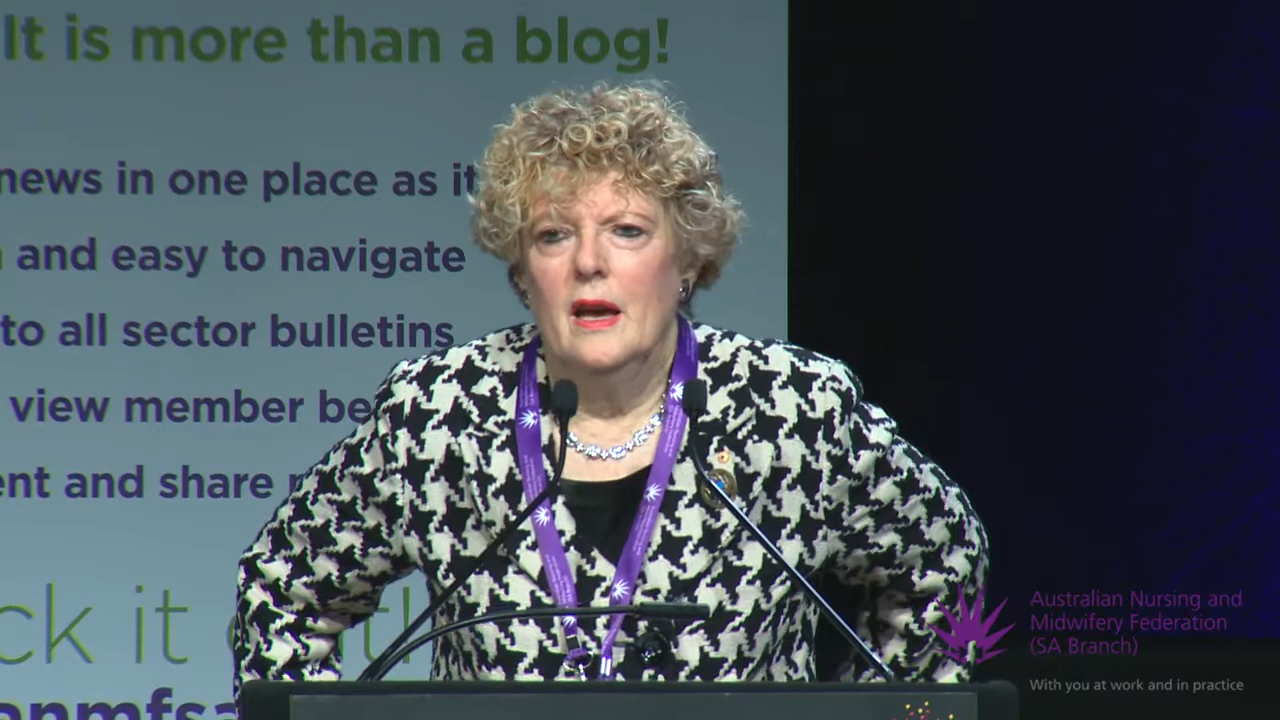 It is more than a blog!
news in one place as it
and easy to navigate
to all sector bulletins
view member be
ent and share
ck it out!
anmfsa
Australian Nursing and
Midwifery Federation
(SA Branch)
With you at work and in practice